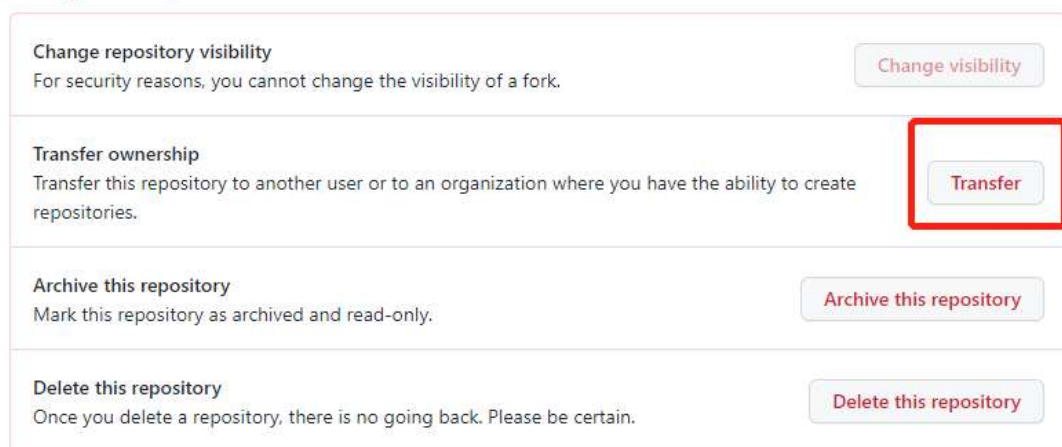 Change repository visibility
For security reasons, you cannot change the visibility of a fork.
Change visibility
Transfer ownership
Transfer this repository to another user or to an organization where you have the ability to create
repositories.
Transfer
Archive this repository
Mark this repository as archived and read-only.
Archive this repository
Delete this repository
Once you delete a repository, there is no going back. Please be certain.
Delete this repository